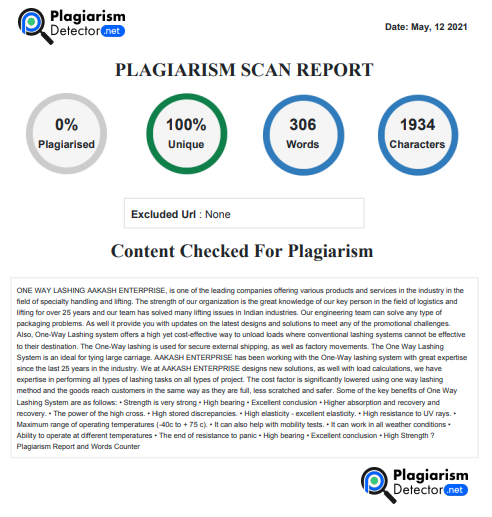 Plagiarism
Detector.net
Date: May, 12 2021
PLAGIARISM SCAN REPORT
0%
Plagiarised
100%
Unique
306
Words
1934
Characters
Excluded Url : None
Content Checked For Plagiarism
ONE WAY LASHING AAKASH ENTERPRISE, is one of the leading companies offering various products and services in the industry in the
field of specialty handling and lifting. The strength of our organization is the great knowledge of our key person in the field of logistics and
lifting for over 25 years and our team has solved many lifting issues in Indian industries. Our engineering team can solve any type of
packaging problems. As well it provide you with updates on the latest designs and solutions to meet any of the promotional challenges.
Also, One-Way Lashing system offers a high yet cost-effective way to unload loads where conventional lashing systems cannot be effective
to their destination. The One-Way lashing is used for secure external shipping, as well as factory movements. The One Way Lashing
System is an ideal for tying large carriage. AAKASH ENTERPRISE has been working with the One-Way lashing system with great expertise
since the last 25 years in the industry. We at AAKASH ENTERPRISE designs new solutions, as well with load calculations, we have
expertise in performing all types of lashing tasks on all types of project. The cost factor is significantly lowered using one way lashing
method and the goods reach customers in the same way as they are full, less scratched and safer. Some of the key benefits of One Way
Lashing System are as follows: • Strength is very strong • High bearing • Excellent conclusion • Higher absorption and recovery and
recovery. • The power of the high cross. • High stored discrepancies. • High elasticity - excellent elasticity. • High resistance to UV rays. •
Maximum range of operating temperatures (-40c to + 75 c). • It can also help with mobility tests. • It can work in all weather conditions •
Ability to operate at different temperatures • The end of resistance to panic • High bearing • Excellent conclusion • High Strength ?
Plagiarism Report and Words Counter
Plagiarism
Detector.net